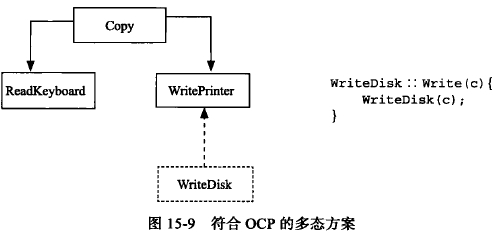 Copy
ReadKeyboard
WritePrinter
WriteDisk
WriteDisk::Write(c){
WriteDisk(c);
}
图 15-9 符合 OCP 的多态方案